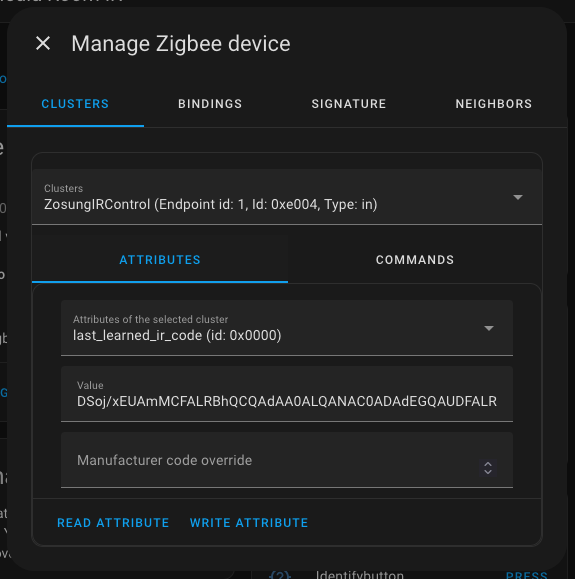 Manage Zigbee device
CLUSTERS BINDINGS SIGNATURE NEIGHBORS
Clusters
ZosungIRControl (Endpoint id: 1, Id: 0xe004, Type: in)
ATTRIBUTES COMMANDS
Attributes of the selected cluster
last_learned_ir_code (id: 0x0000)
Value
DSoj/xEUAmMCFALRBhQCQAdAA0ALQANAC0ADAdEGQAUDFALR
Manufacturer code override
READ ATTRIBUTE WRITE ATTRIBUTE
Identifybutton PRESS